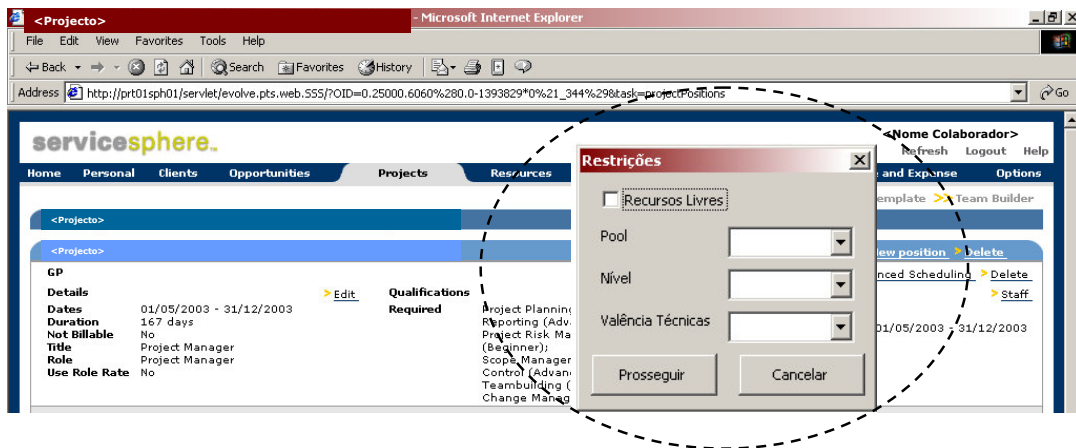 <Projecto> - Microsoft Internet Explorer
File Edit View Favorites Tools Help
Back Search Favorites History
Address http://prt01sph01/servlet/evolve.pts.web.SSS/?OID=0.25000.6060%280.0-1393829*0%21_344%29&task=projectPositions Go
servicesphere
<Nome Colaborador>
Refresh Logout Help
Home Personal Clients Opportunities Projects Resources and Expense Options
emplate >> Team Builder
<Projecto>
<Projecto>
New position > Delete
GP
nced Scheduling > Delete
Details > Edit Qualifications
> Staff
Dates 01/05/2003 - 31/12/2003 Required Project Planning
01/05/2003 - 31/12/2003
Duration 167 days Reporting (Adv
Not Billable No Project Risk Ma
Title Project Manager (Beginner);
Role Project Manager Scope Manager
Use Role Rate No Control (Advan
Teambuilding (
Change Manag
Restrições
Recursos Livres
Pool
Nível
Valência Técnicas
Prosseguir Cancelar